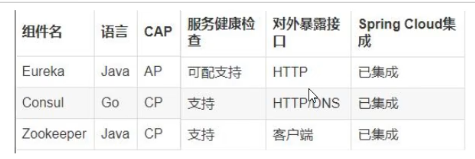 组件名 语言 CAP 服务健康检查 对外暴露接口 Spring Cloud集成
Eureka Java AP 可配支持 HTTP 已集成
Consul Go CP 支持 HTTP/DNS 已集成
Zookeeper Java CP 支持 客户端 已集成